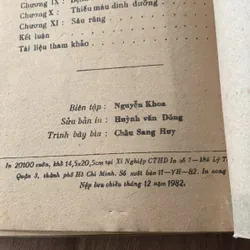 Chương IX :
Chương X : Thiếu máu dinh dưỡng
Chương XI : Sâu răng
Kết luận
Tài liệu tham khảo
Biên tập : Nguyễn Khoa
Sửa bản in : Huỳnh văn Dũng
Trình bày bìa : Châu Sang Huy
In 20100 cuốn, khổ 14,5x20,5cm tại Xí Nghiệp CTHD In số 7
Quận 3, thành phố Hồ Chí Minh. Số xuất bản 11-YH-82. In xong
Nộp lưu chiểu tháng 12 năm 1982.